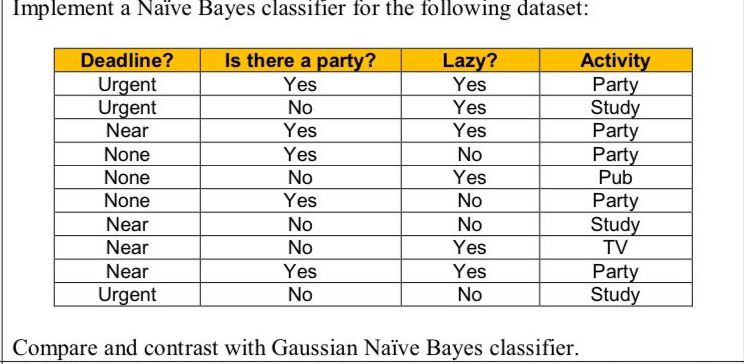 Implement a Naïve Bayes classifier for the following dataset:
Deadline? Is there a party? Lazy? Activity
Urgent Yes Yes Party
Urgent No Yes Study
Near Yes Yes Party
None Yes No Party
None No Yes Pub
None Yes No Party
Near No No Study
Near No Yes TV
Near Yes Yes Party
Urgent No No Study
Compare and contrast with Gaussian Naïve Bayes classifier.